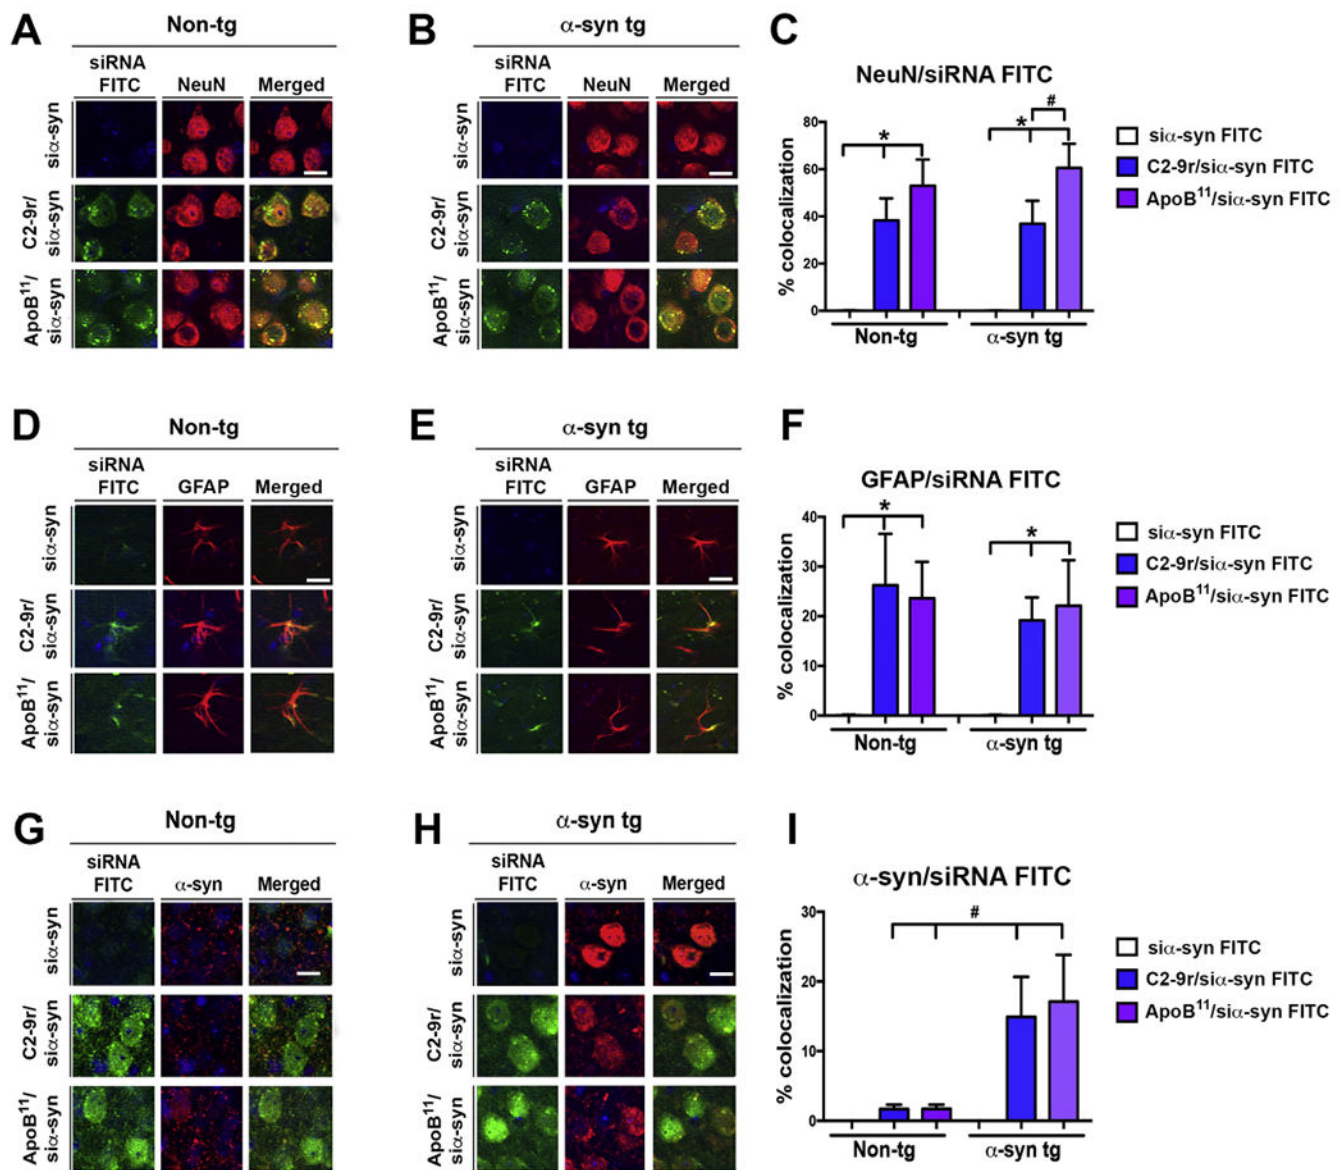 A
Non-tg
siRNA
FITC NeuN Merged
siα-syn
C2-9r/
siα-syn
ApoB¹¹/
siα-syn
B
α-syn tg
siRNA
FITC NeuN Merged
siα-syn
C2-9r/
siα-syn
ApoB¹¹/
siα-syn
C
NeuN/siRNA FITC
% colocalization
80
60
40
20
0
* * #
Non-tg α-syn tg
siα-syn FITC
C2-9r/siα-syn FITC
ApoB¹¹/siα-syn FITC
D
Non-tg
siRNA
FITC GFAP Merged
siα-syn
C2-9r/
siα-syn
ApoB¹¹/
siα-syn
E
α-syn tg
siRNA
FITC GFAP Merged
siα-syn
C2-9r/
siα-syn
ApoB¹¹/
siα-syn
F
GFAP/siRNA FITC
% colocalization
40
30
20
10
0
* *
Non-tg α-syn tg
siα-syn FITC
C2-9r/siα-syn FITC
ApoB¹¹/siα-syn FITC
G
Non-tg
siRNA
FITC α-syn Merged
siα-syn
C2-9r/
siα-syn
ApoB¹¹/
siα-syn
H
α-syn tg
siRNA
FITC α-syn Merged
siα-syn
C2-9r/
siα-syn
ApoB¹¹/
siα-syn
I
α-syn/siRNA FITC
% colocalization
30
20
10
0
#
Non-tg α-syn tg
siα-syn FITC
C2-9r/siα-syn FITC
ApoB¹¹/siα-syn FITC